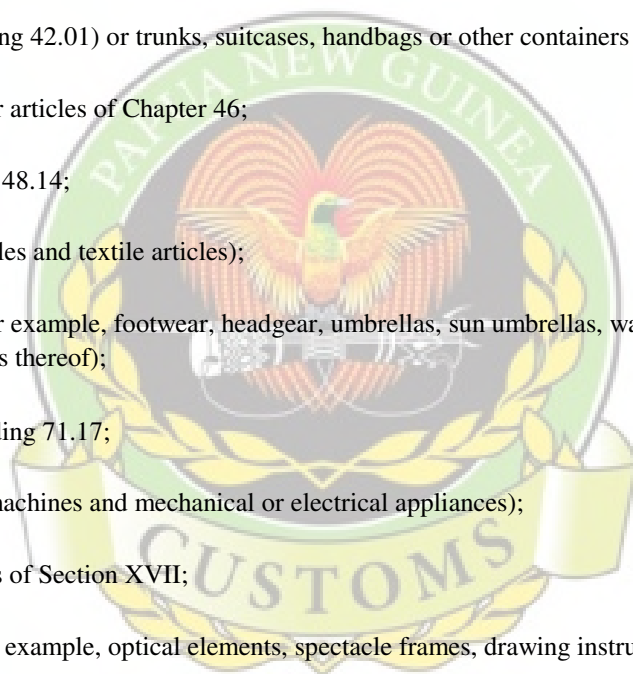 ng 42.01) or trunks, suitcases, handbags or other containers
r articles of Chapter 46;
48.14;
les and textile articles);
r example, footwear, headgear, umbrellas, sun umbrellas, wa
s thereof);
ding 71.17;
nachines and mechanical or electrical appliances);
s of Section XVII;
example, optical elements, spectacle frames, drawing instru
PAPUA NEW GUINEA
CUSTOMS